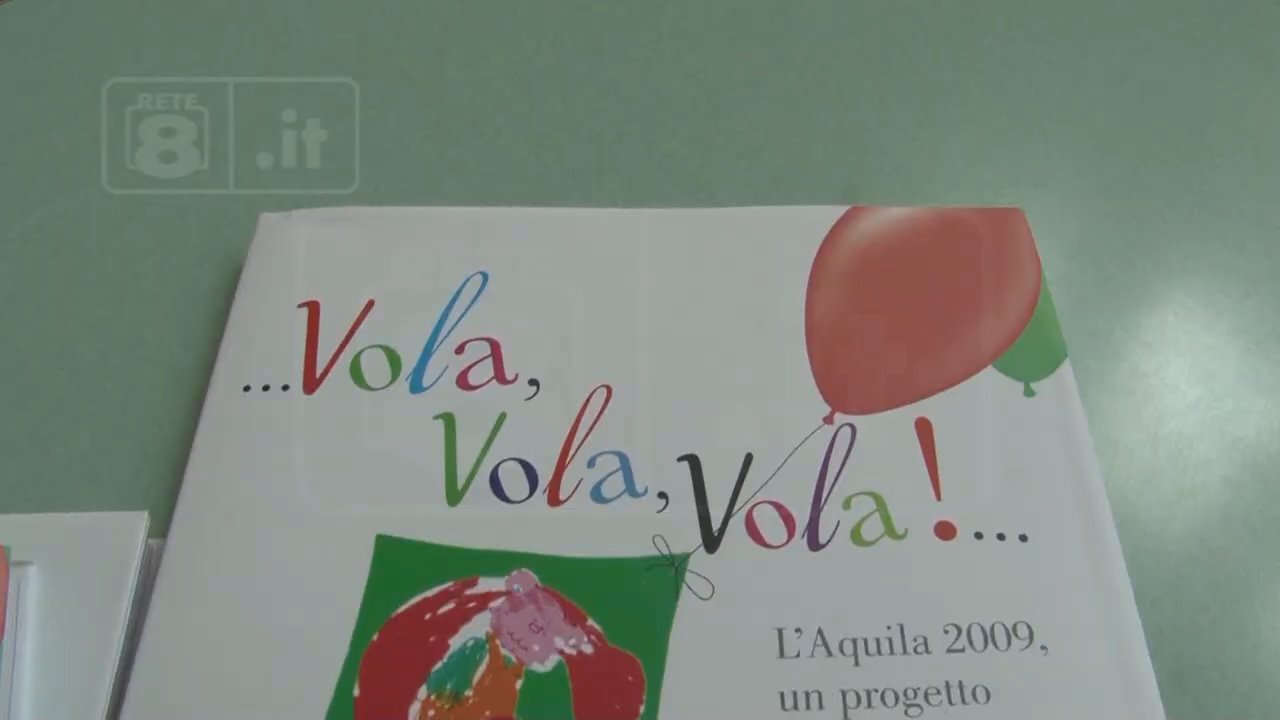 RETE
8 .it
...Vola,
Vola, Vola!...
L'Aquila 2009,
un progetto